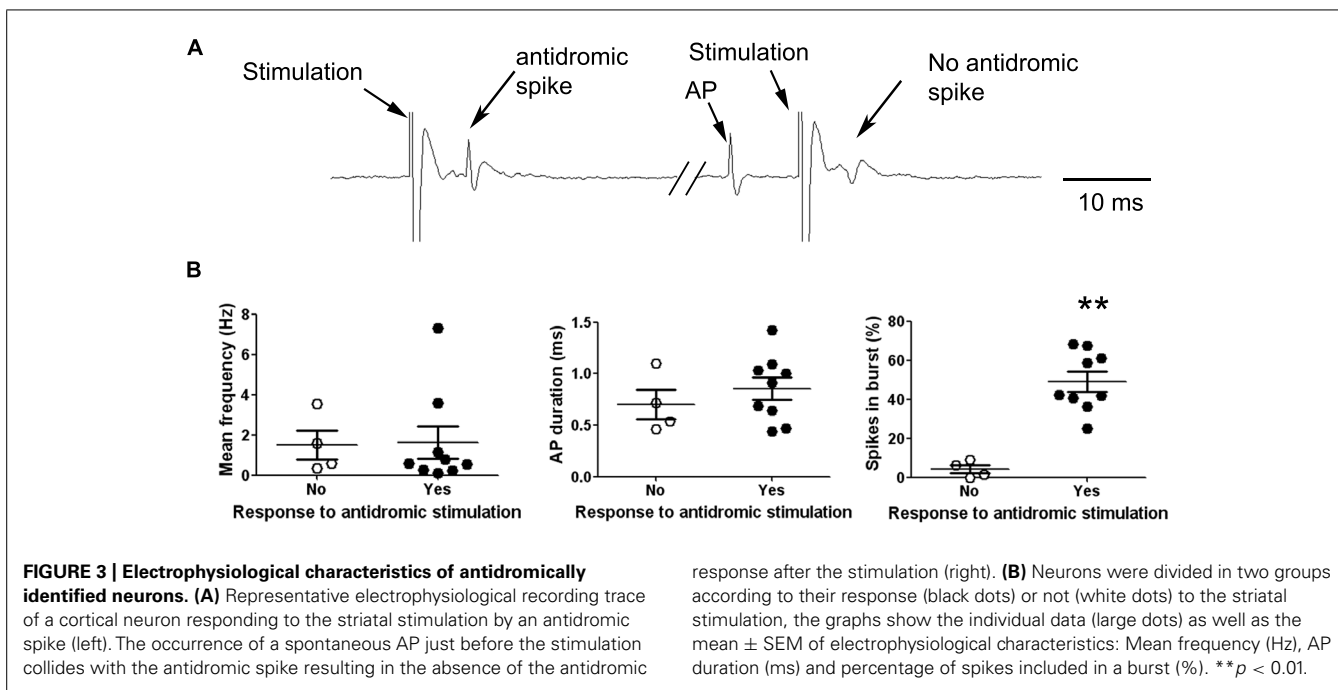 A
Stimulation
antidromic
spike
Stimulation
AP
No antidromic
spike
10 ms
B
Mean frequency (Hz)
8
6
4
2
0
No
Yes
Response to antidromic stimulation
AP duration (ms)
1.5
1.0
0.5
0.0
No
Yes
Response to antidromic stimulation
Spikes in burst (%)
80
60
40
20
0
**
No
Yes
Response to antidromic stimulation
FIGURE 3 | Electrophysiological characteristics of antidromically
identified neurons. (A) Representative electrophysiological recording trace
of a cortical neuron responding to the striatal stimulation by an antidromic
spike (left). The occurrence of a spontaneous AP just before the stimulation
collides with the antidromic spike resulting in the absence of the antidromic
response after the stimulation (right). (B) Neurons were divided in two groups
according to their response (black dots) or not (white dots) to the striatal
stimulation, the graphs show the individual data (large dots) as well as the
mean ± SEM of electrophysiological characteristics: Mean frequency (Hz), AP
duration (ms) and percentage of spikes included in a burst (%). **p < 0.01.